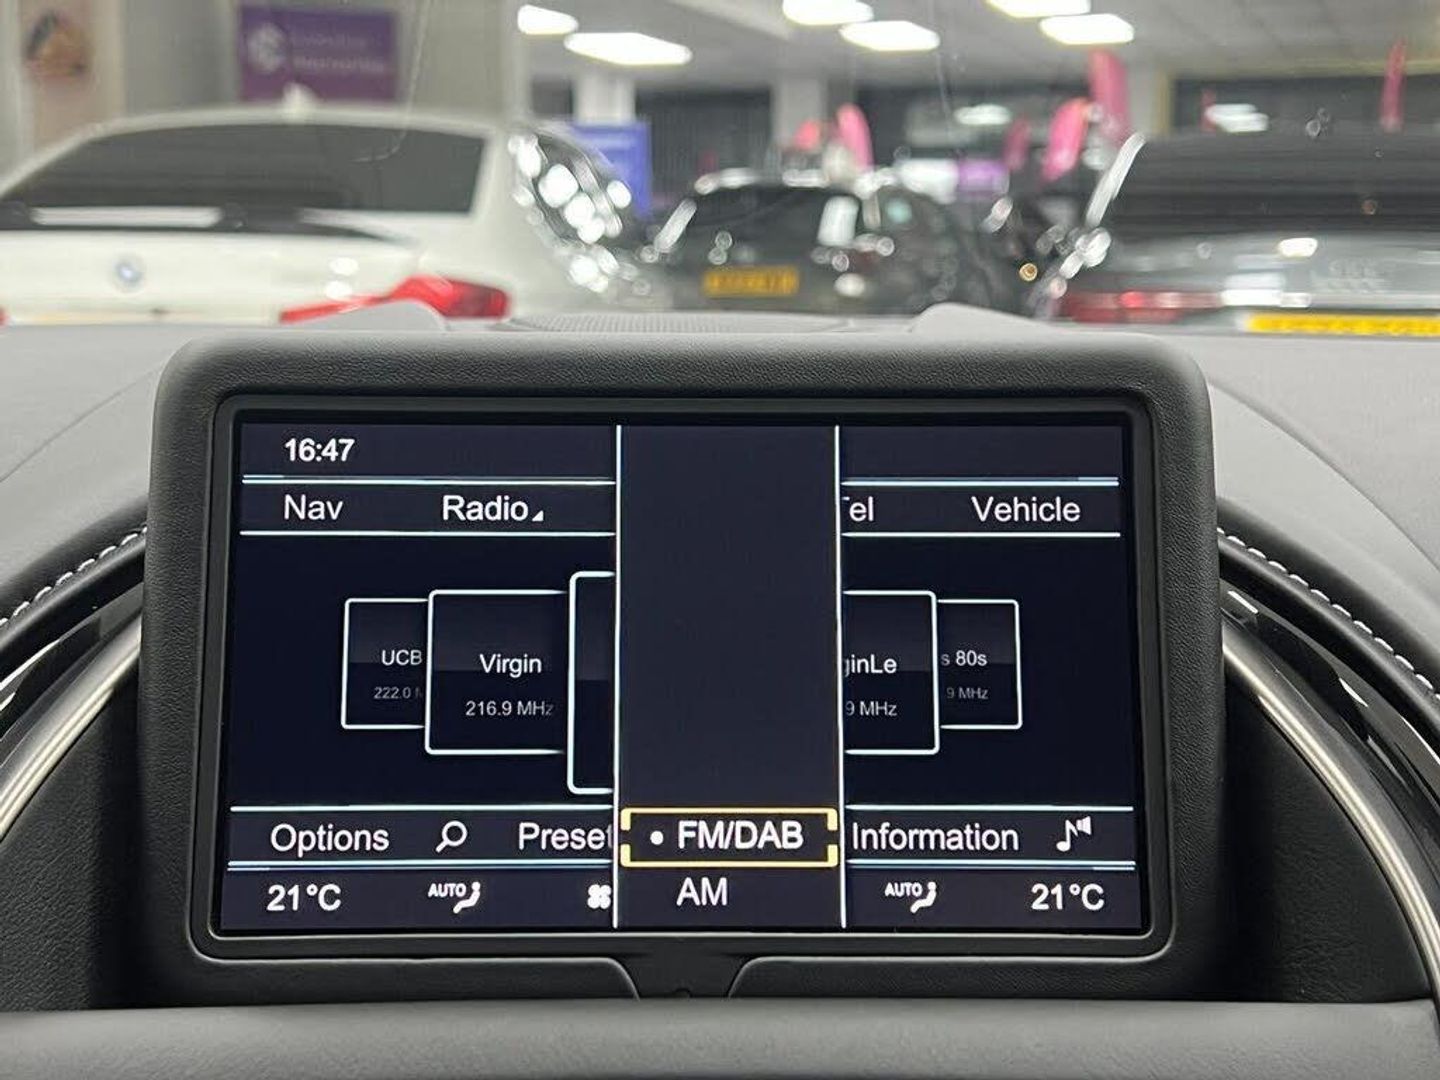 16:47
Nav Radio Tel Vehicle
UCB Virgin ginLe s 80s
222.0 216.9 MHz 9 MHz 9 MHz
Options Preset • FM/DAB Information
AM
21°C AUTO AUTO 21°C